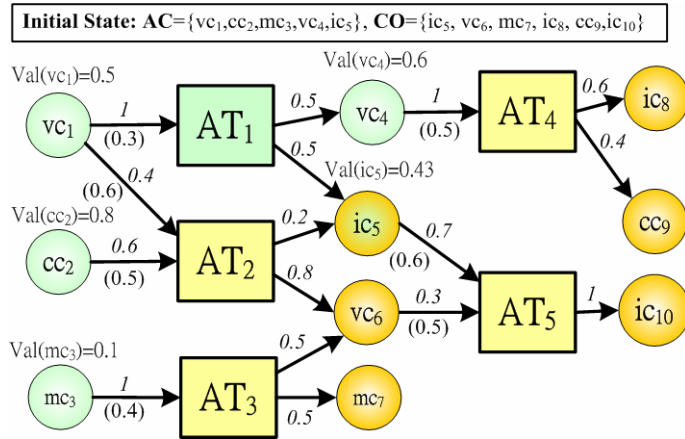 Initial State: AC={vc1,cc2,mc3,vc4,ic5}, CO={ic5, vc6, mc7, ic8, cc9,ic10}
Val(vc1)=0.5
Val(vc4)=0.6
vc1
1
(0.3)
AT1
0.5
vc4
1
(0.5)
AT4
0.6
ic8
0.4
0.5
Val(ic5)=0.43
0.4
(0.6)
Val(cc2)=0.8
cc2
0.6
(0.5)
AT2
0.2
ic5
0.7
(0.6)
cc9
0.8
vc6
0.3
(0.5)
AT5
1
ic10
Val(mc3)=0.1
mc3
1
(0.4)
AT3
0.5
0.5
mc7